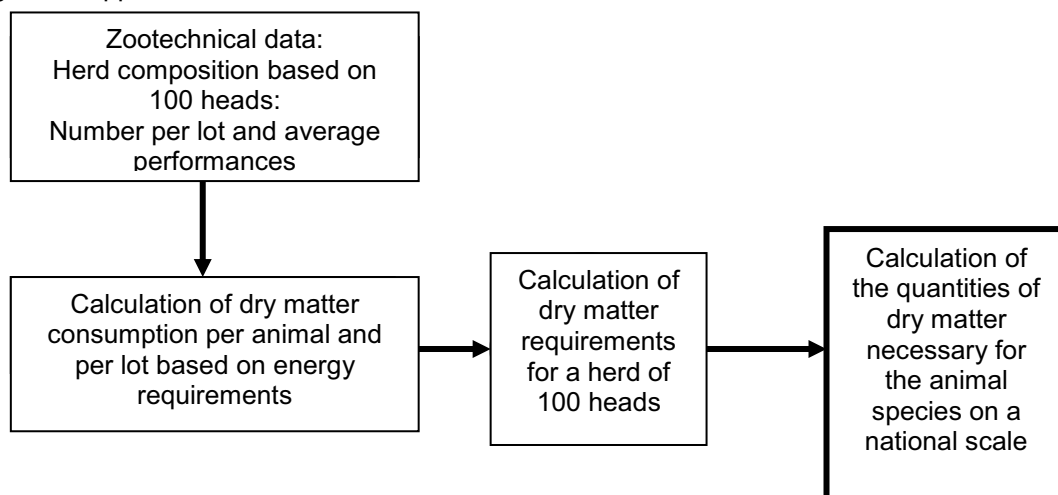 Zootechnical data:
Herd composition based on
100 heads:
Number per lot and average
performances
Calculation of dry matter
consumption per animal and
per lot based on energy
requirements
Calculation of
dry matter
requirements
for a herd of
100 heads
Calculation of
the quantities of
dry matter
necessary for
the animal
species on a
national scale